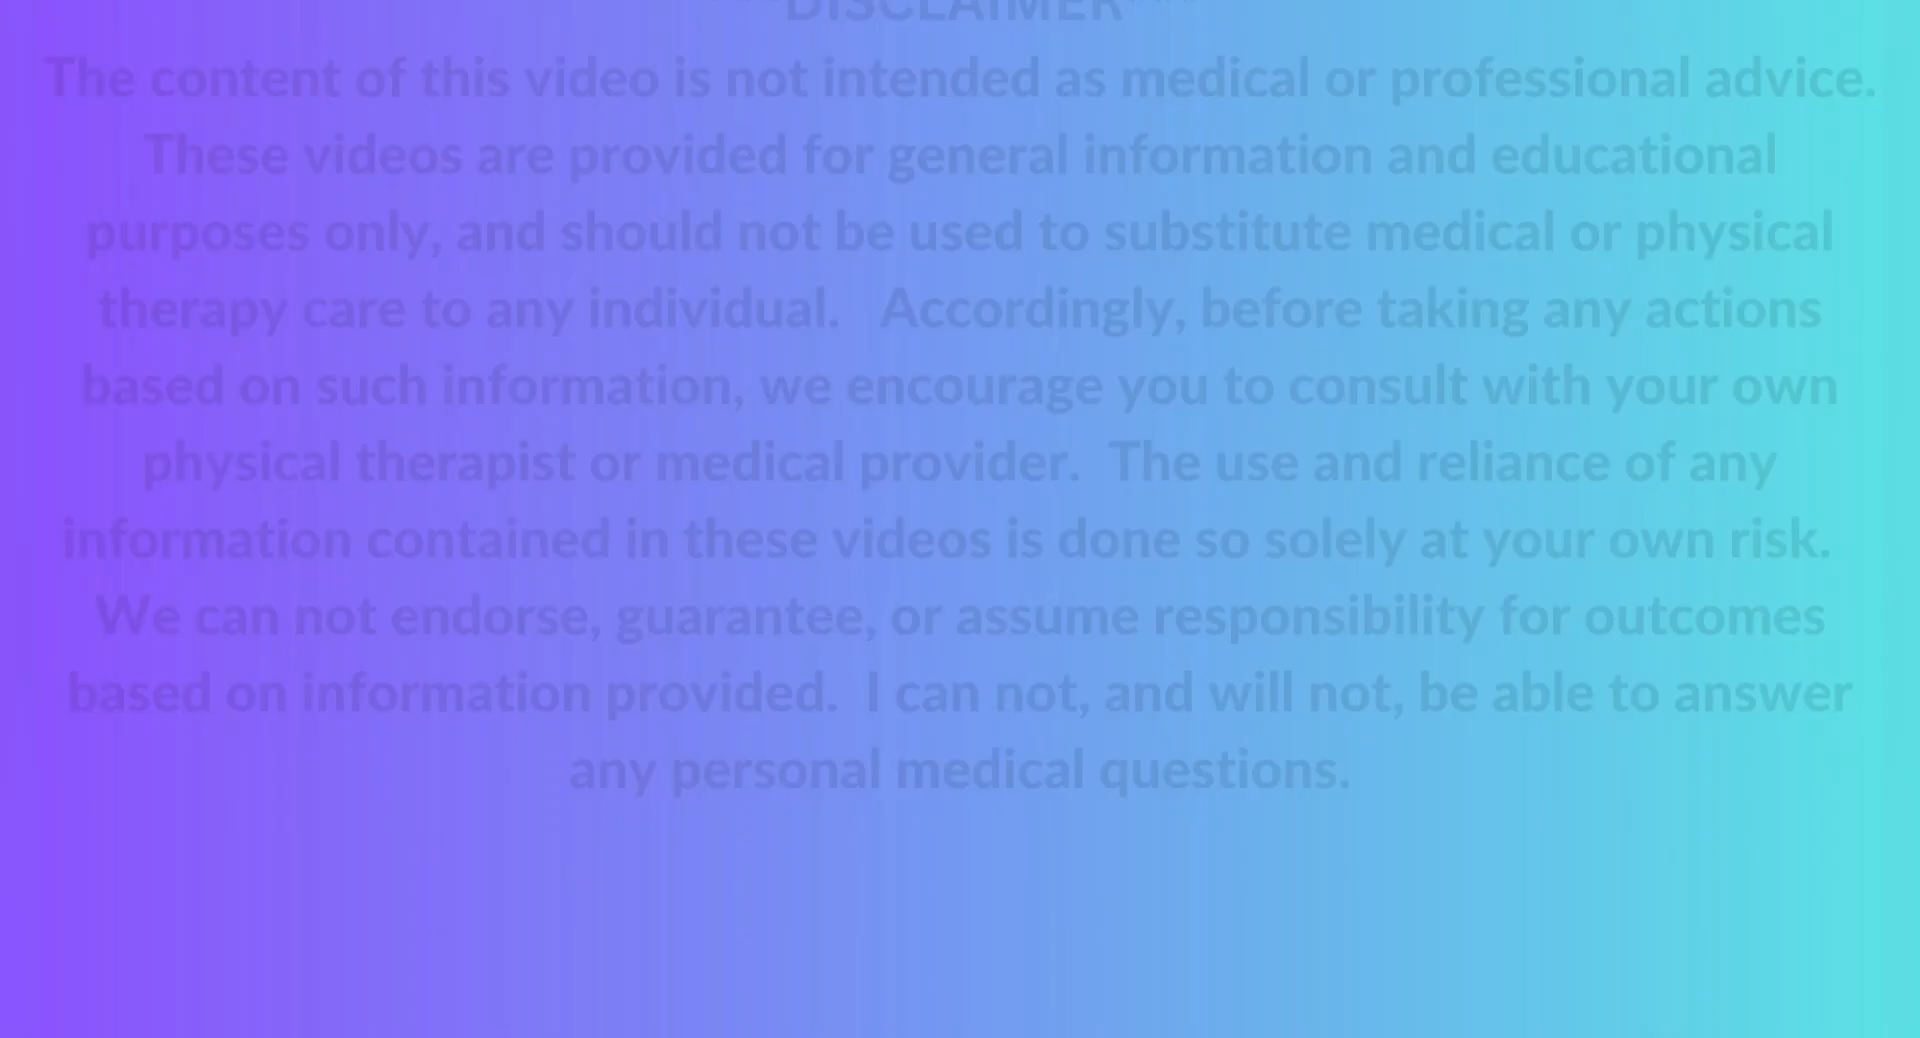 ***DISCLAIMER***
The content of this video is not intended as medical or professional advice.
These videos are provided for general information and educational
purposes only, and should not be used to substitute medical or physical
therapy care to any individual.   Accordingly, before taking any actions
based on such information, we encourage you to consult with your own
physical therapist or medical provider.  The use and reliance of any
information contained in these videos is done so solely at your own risk.
We can not endorse, guarantee, or assume responsibility for outcomes
based on information provided.  I can not, and will not, be able to answer
any personal medical questions.